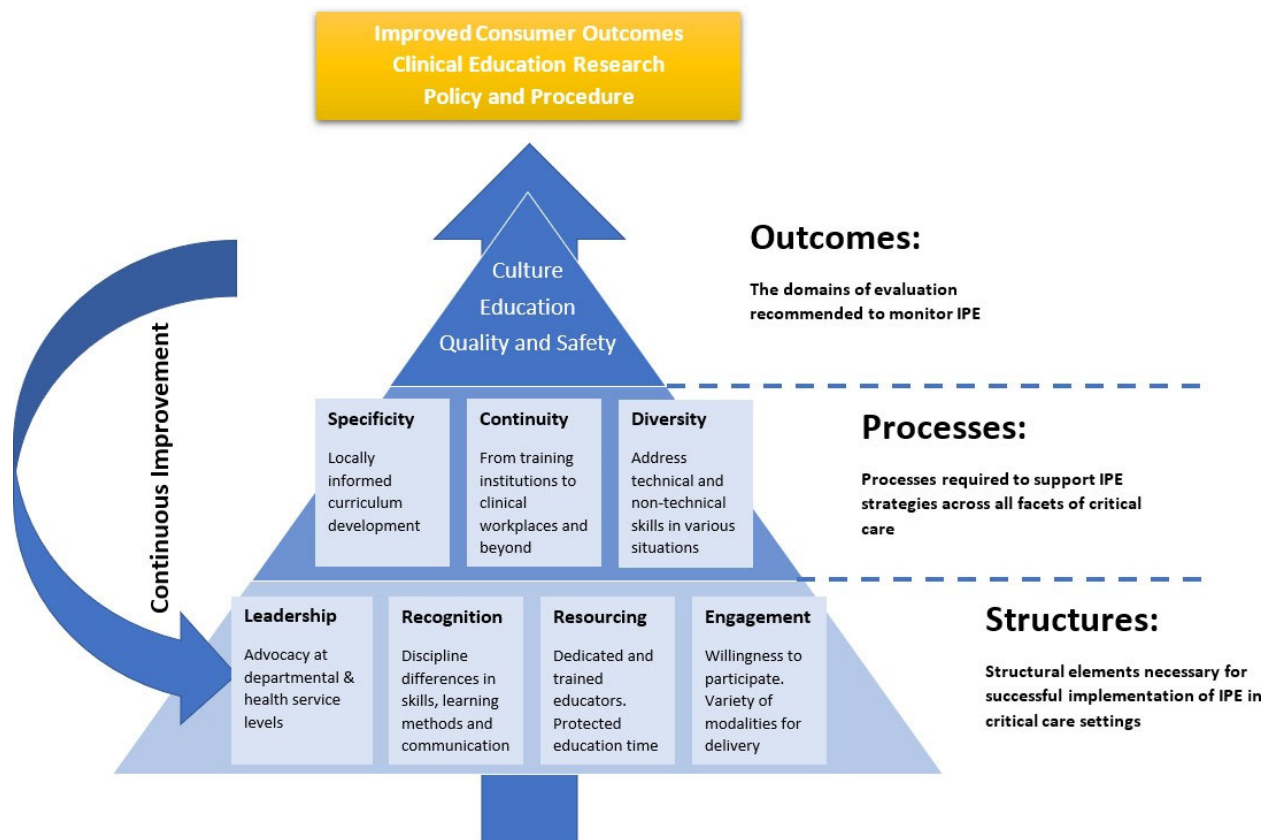 Improved Consumer Outcomes
Clinical Education Research
Policy and Procedure
Culture
Education
Quality and Safety
Outcomes:
The domains of evaluation
recommended to monitor IPE
Continuous Improvement
Specificity
Locally
informed
curriculum
development
Continuity
From training
institutions to
clinical
workplaces and
beyond
Diversity
Address
technical and
non-technical
skills in various
situations
Processes:
Processes required to support IPE
strategies across all facets of critical
care
Leadership
Advocacy at
departmental &
health service
levels
Recognition
Discipline
differences in
skills, learning
methods and
communication
Resourcing
Dedicated and
trained
educators.
Protected
education time
Engagement
Willingness to
participate.
Variety of
modalities for
delivery
Structures:
Structural elements necessary for
successful implementation of IPE in
critical care settings